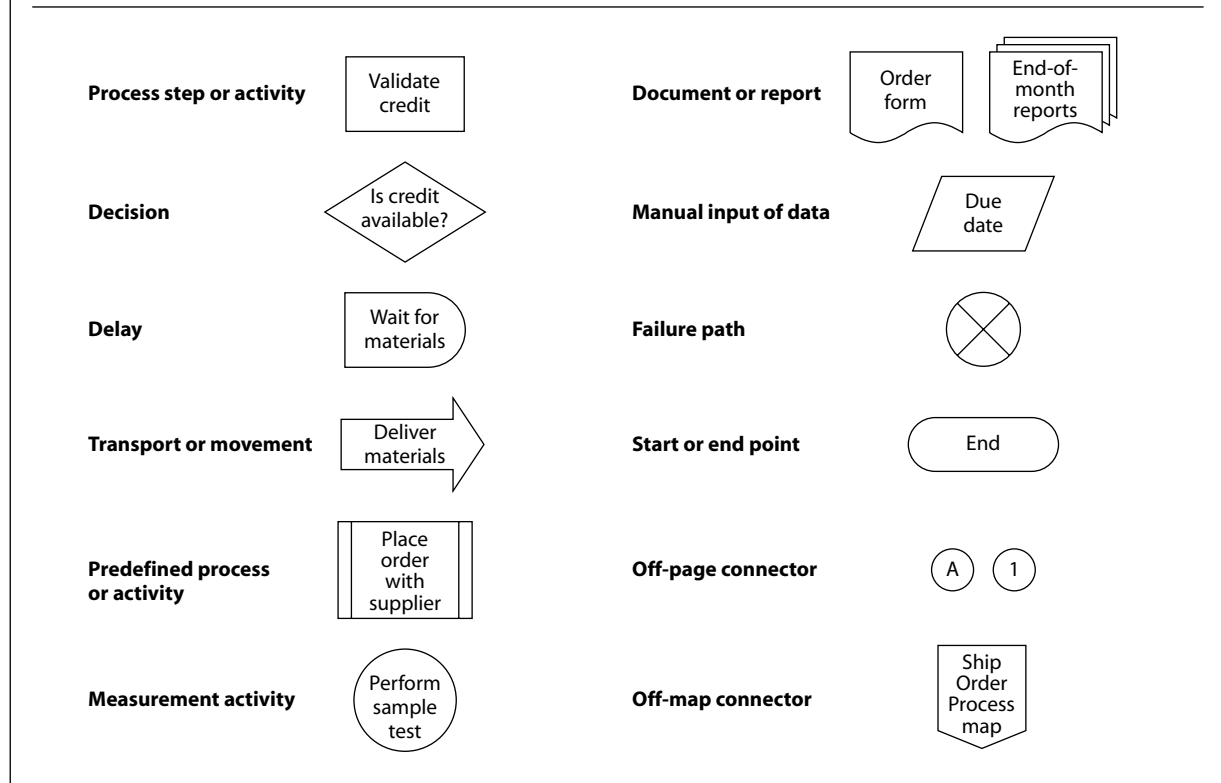 Process step or activity
Validate
credit
Document or report
Order
form
End-of-
month
reports
Decision
Is credit
available?
Manual input of data
Due
date
Delay
Wait for
materials
Failure path
Transport or movement
Deliver
materials
Start or end point
End
Predefined process
or activity
Place
order
with
supplier
Off-page connector
A
1
Measurement activity
Perform
sample
test
Off-map connector
Ship
Order
Process
map